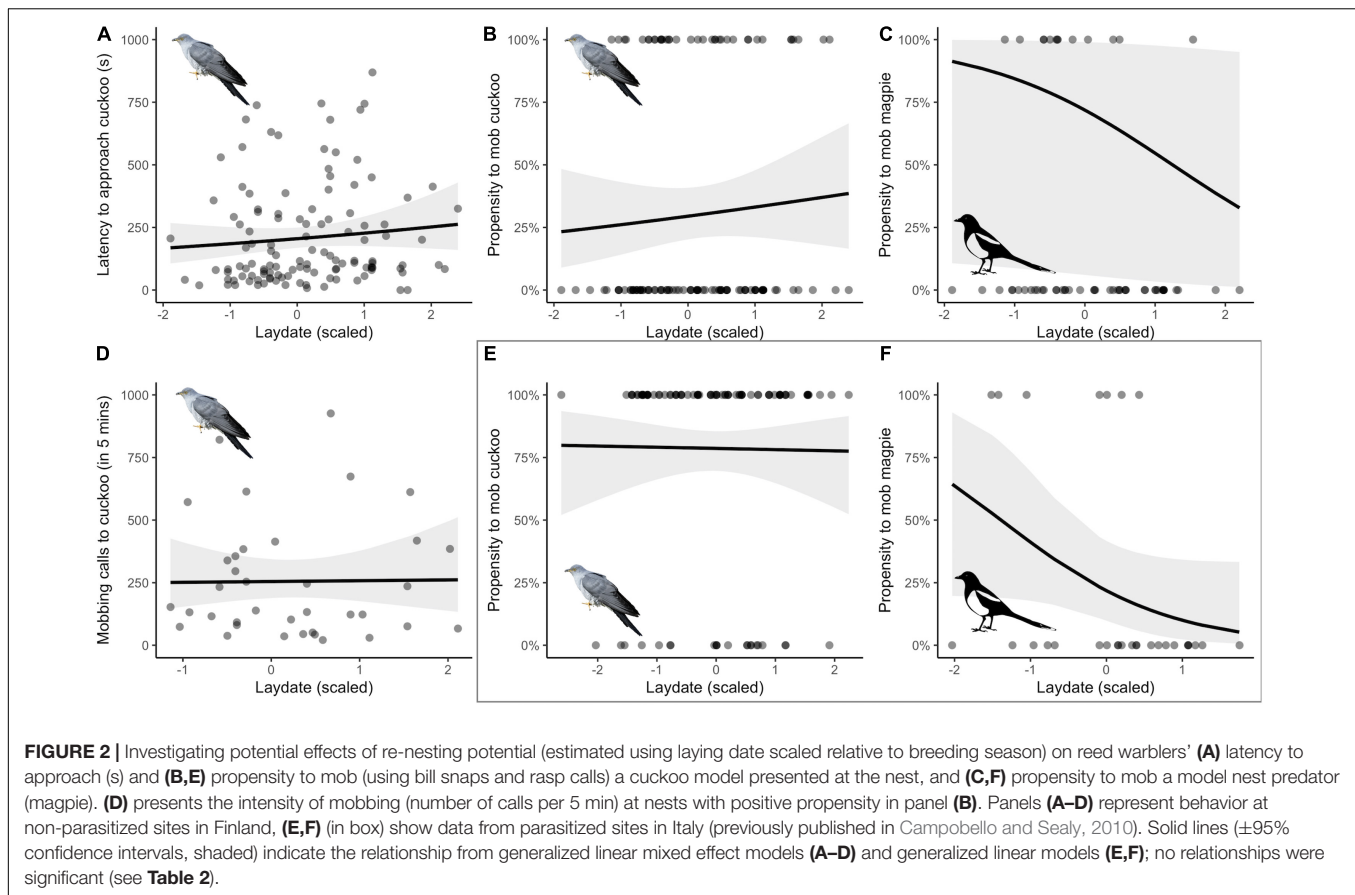 A
1000
750
500
250
0
Latency to approach cuckoo (s)
-2
-1
0
1
2
Laydate (scaled)
B
100%
75%
50%
25%
0%
Propensity to mob cuckoo
-2
-1
0
1
2
Laydate (scaled)
C
100%
75%
50%
25%
0%
Propensity to mob magpie
-2
-1
0
1
2
Laydate (scaled)
D
1000
750
500
250
0
Mobbing calls to cuckoo (in 5 mins)
-1
0
1
2
Laydate (scaled)
E
100%
75%
50%
25%
0%
Propensity to mob cuckoo
-2
-1
0
1
2
Laydate (scaled)
F
100%
75%
50%
25%
0%
Propensity to mob magpie
-2
-1
0
1
Laydate (scaled)
FIGURE 2 | Investigating potential effects of re-nesting potential (estimated using laying date scaled relative to breeding season) on reed warblers’ (A) latency to
approach (s) and (B,E) propensity to mob (using bill snaps and rasp calls) a cuckoo model presented at the nest, and (C,F) propensity to mob a model nest predator
(magpie). (D) presents the intensity of mobbing (number of calls per 5 min) at nests with positive propensity in panel (B). Panels (A–D) represent behavior at
non-parasitized sites in Finland, (E,F) (in box) show data from parasitized sites in Italy (previously published in Campobello and Sealy, 2010). Solid lines (±95%
confidence intervals, shaded) indicate the relationship from generalized linear mixed effect models (A–D) and generalized linear models (E,F); no relationships were
significant (see Table 2).